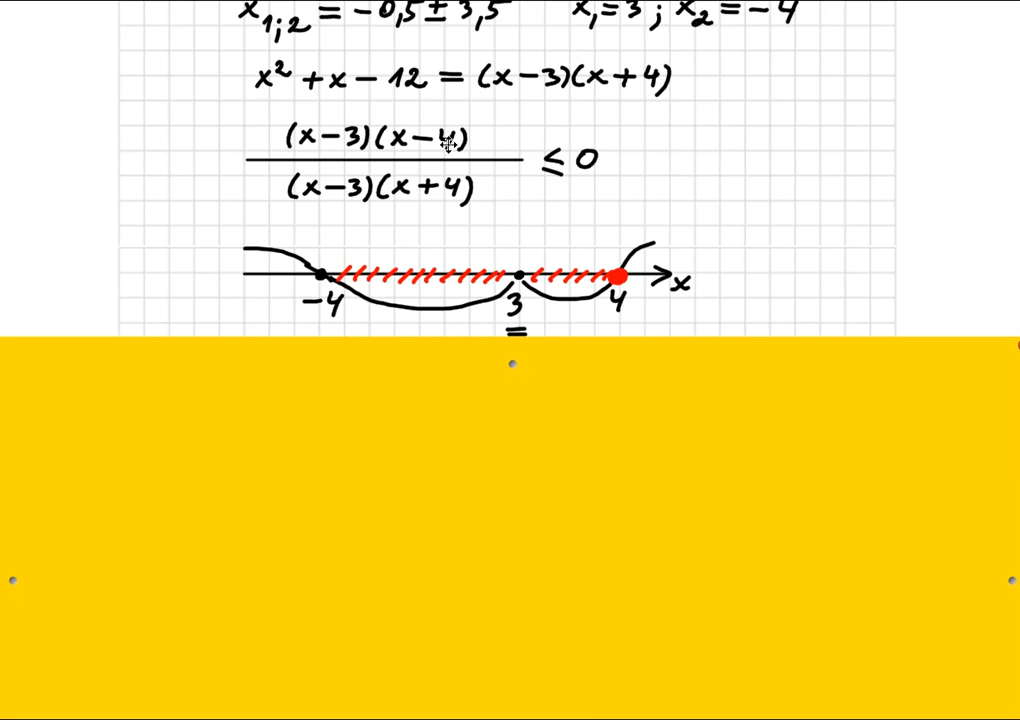 x₁;₂ = -0,5 ± 3,5 x₁ = 3 ; x₂ = -4
x² + x - 12 = (x-3)(x+4)
(x-3)(x-4)
≤ 0
(x-3)(x+4)
x
-4 3 4
=